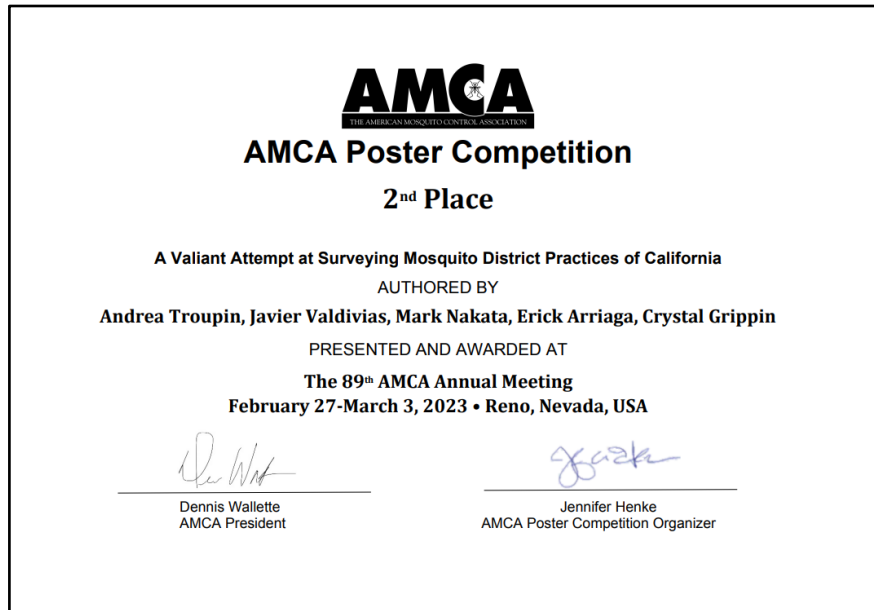 AMCA
THE AMERICAN MOSQUITO CONTROL ASSOCIATION
AMCA Poster Competition
2nd Place
A Valiant Attempt at Surveying Mosquito District Practices of California
AUTHORED BY
Andrea Troupin, Javier Valdivias, Mark Nakata, Erick Arriaga, Crystal Grippin
PRESENTED AND AWARDED AT
The 89th AMCA Annual Meeting
February 27-March 3, 2023 • Reno, Nevada, USA
Dennis Wallette
AMCA President
Jennifer Henke
AMCA Poster Competition Organizer